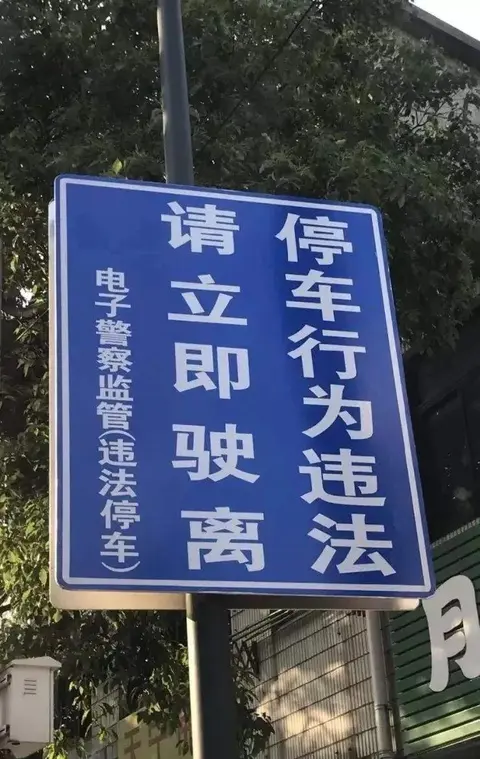 停车行为违法
请立即驶离
电子警察监管(违法停车)
月